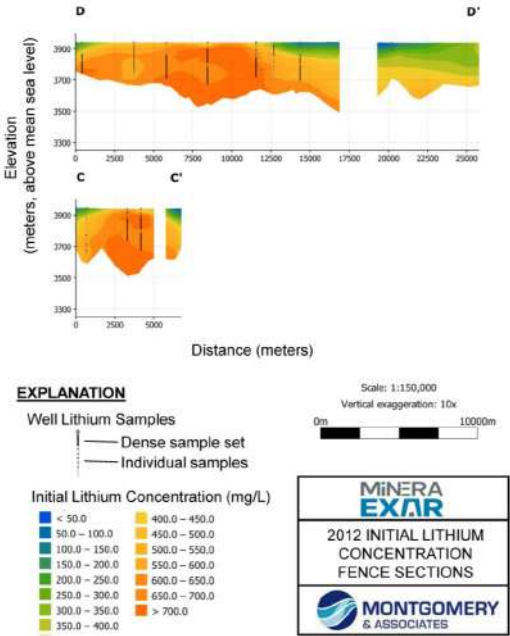 D D'
3900
3700
3500
3300
0 2500 5000 7500 10000 12500 15000 17500 20000 22500 25000
Elevation
(meters, above mean sea level)
C C'
3900
3700
3500
3300
0 2500 5000
Distance (meters)
EXPLANATION
Well Lithium Samples
Dense sample set
Individual samples
Initial Lithium Concentration (mg/L)
< 50.0
50.0 – 100.0
100.0 – 150.0
150.0 – 200.0
200.0 – 250.0
250.0 – 300.0
300.0 – 350.0
350.0 – 400.0
400.0 – 450.0
450.0 – 500.0
500.0 – 550.0
550.0 – 600.0
600.0 – 650.0
650.0 – 700.0
> 700.0
Scale: 1:150,000
Vertical exaggeration: 10x
0m 10000m
MINERA
EXAR
2012 INITIAL LITHIUM
CONCENTRATION
FENCE SECTIONS
MONTGOMERY
& ASSOCIATES